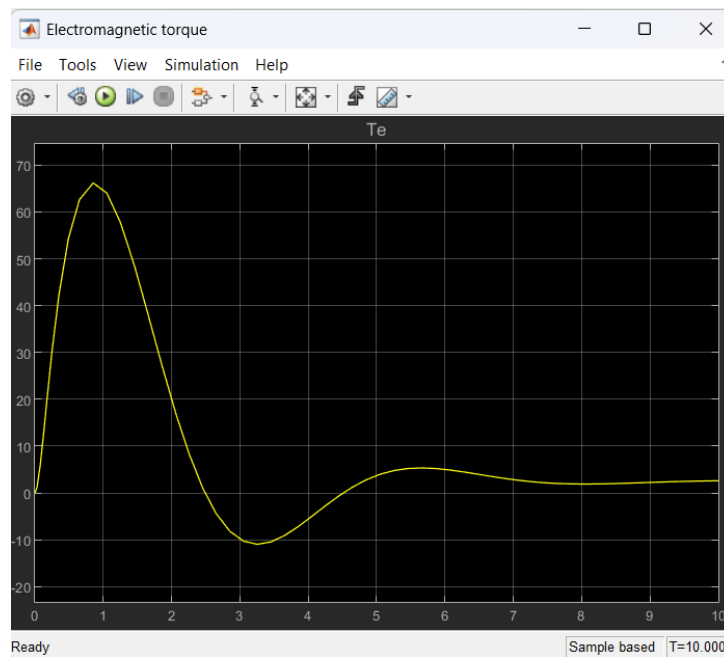 Electromagnetic torque
File Tools View Simulation Help
Te
70
60
50
40
30
20
10
0
-10
-20
0 1 2 3 4 5 6 7 8 9 10
Ready Sample based T=10.000